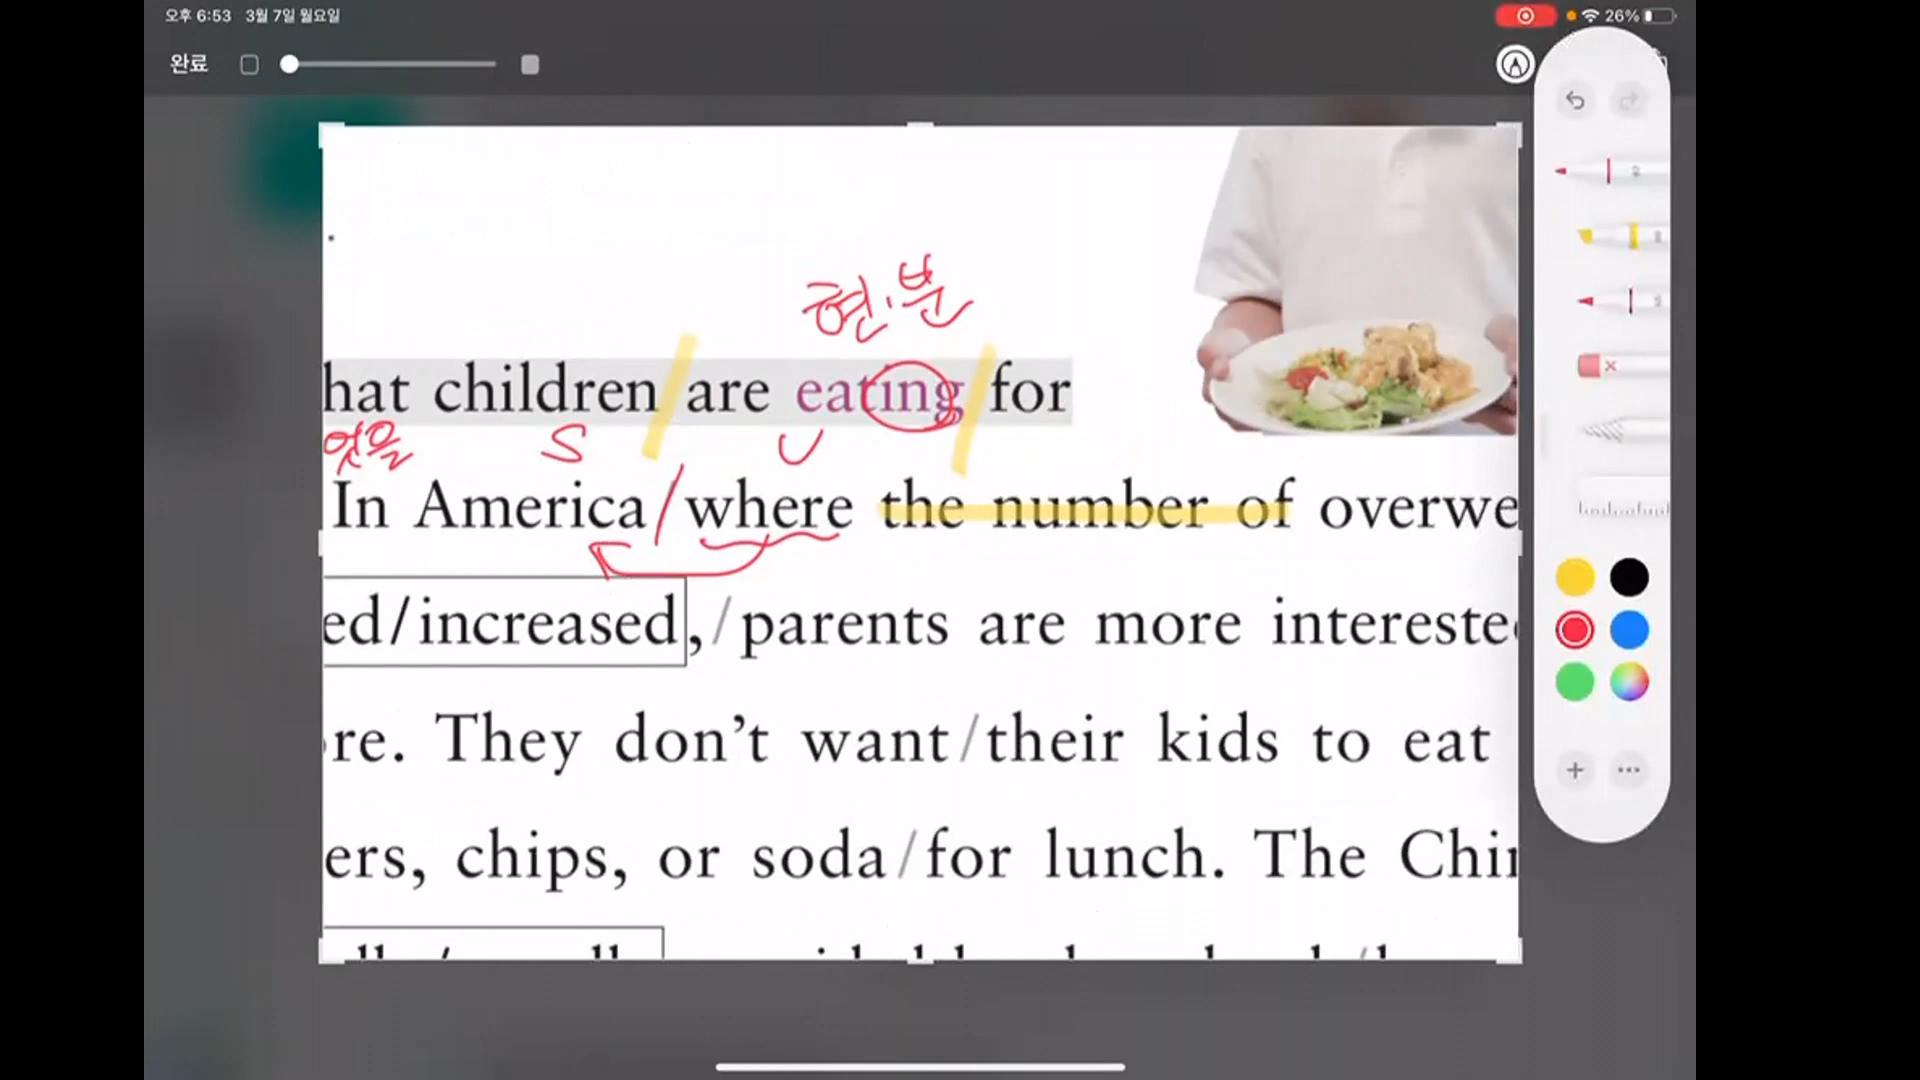 오후 6:53 3월 7일 월요일
26%
완료
현·분
hat children / are eating / for
엇을 S V
In America / where the number of overwe
ed/increased, / parents are more intereste
re. They don't want / their kids to eat
ers, chips, or soda / for lunch. The Chi